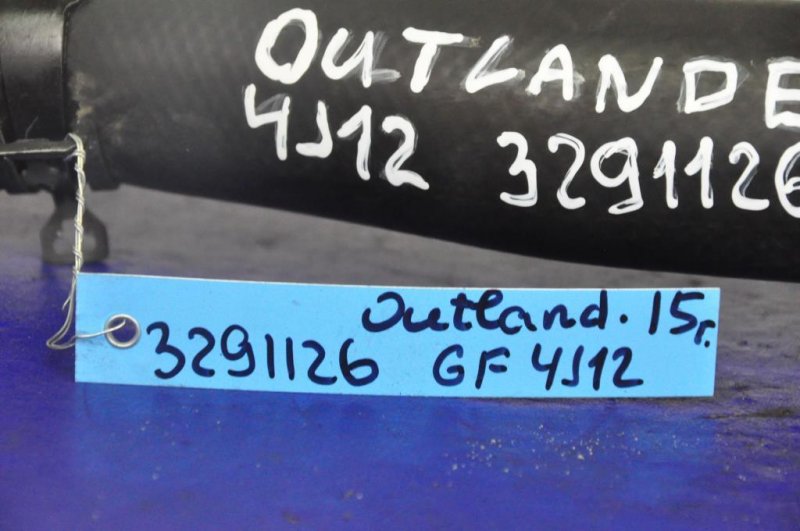 OUTLANDE
4J12 3291126
Outland. 15г.
3291126 GF 4J12